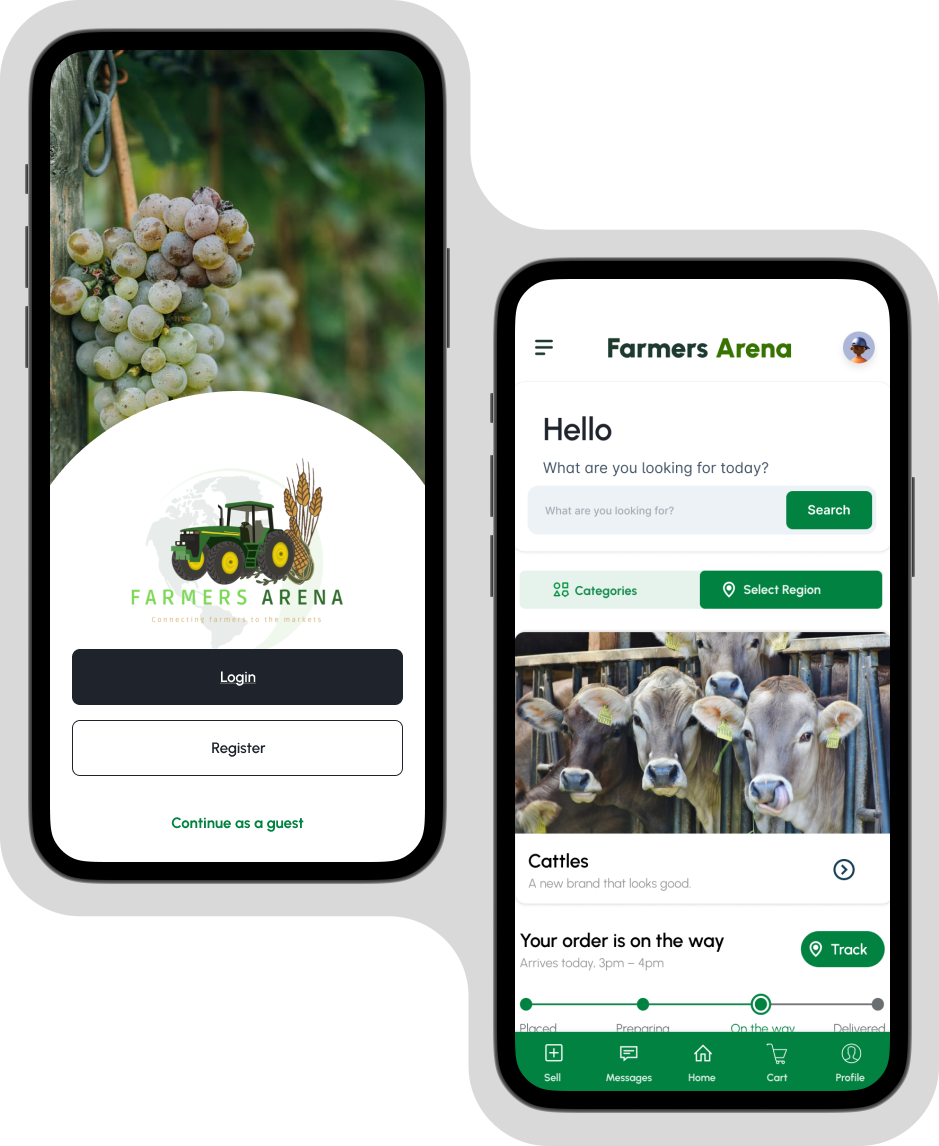 FARMERS ARENA
Connecting farmers to the markets
Login
Register
Continue as a guest
Farmers Arena
Hello
What are you looking for today?
What are you looking for?
Search
Categories
Select Region
Cattles
A new brand that looks good.
Your order is on the way
Track
Arrives today, 3pm – 4pm
Placed
Preparing
On the way
Delivered
Sell
Messages
Home
Cart
Profile